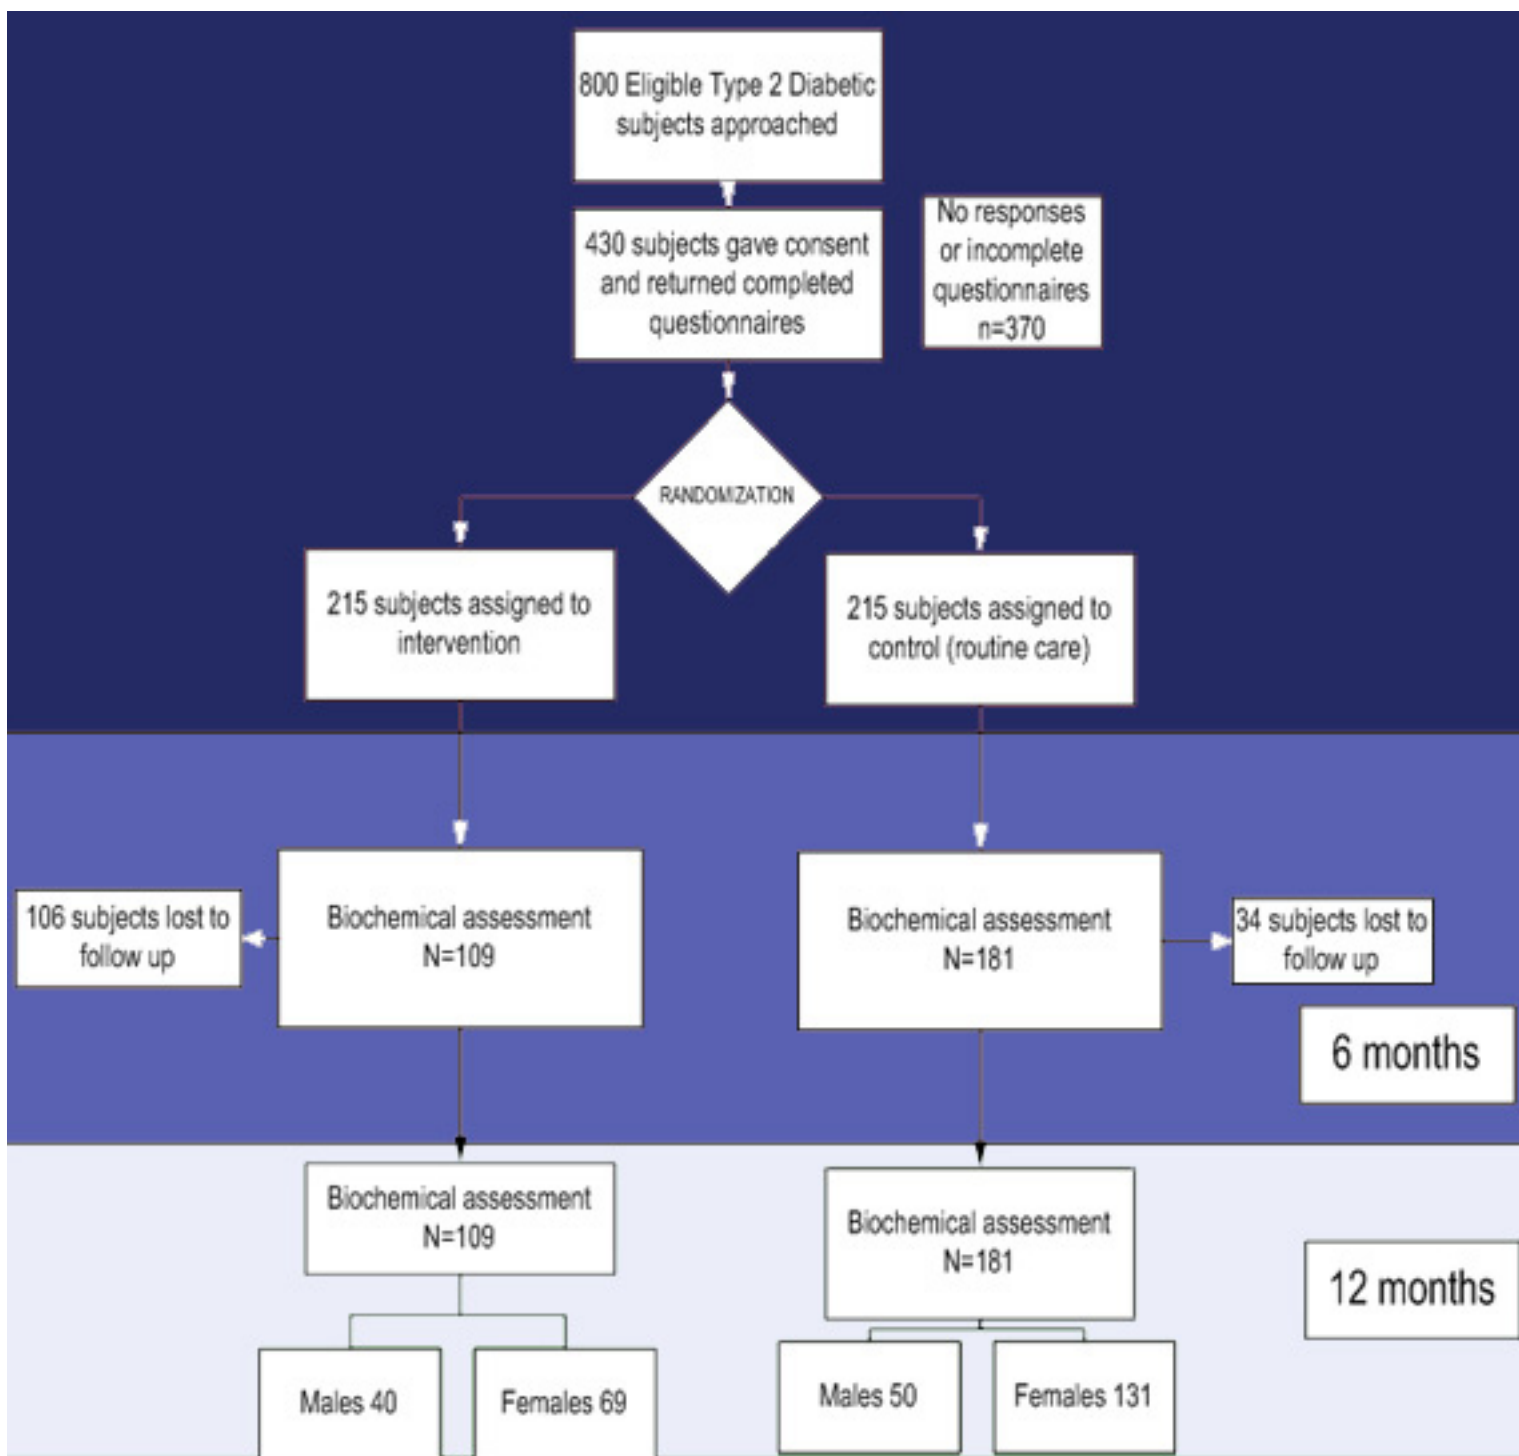 800 Eligible Type 2 Diabetic
subjects approached
430 subjects gave consent
and returned completed
questionnaires
No responses
or incomplete
questionnaires
n=370
RANDOMIZATION
215 subjects assigned to
intervention
215 subjects assigned to
control (routine care)
106 subjects lost to
follow up
Biochemical assessment
N=109
Biochemical assessment
N=181
34 subjects lost to
follow up
6 months
Biochemical assessment
N=109
Biochemical assessment
N=181
12 months
Males 40
Females 69
Males 50
Females 131